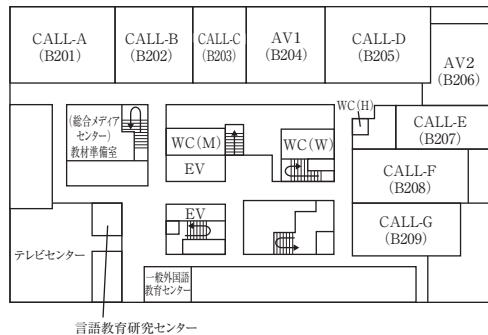 CALL-A
(B201)
CALL-B
(B202)
CALL-C
(B203)
AV1
(B204)
CALL-D
(B205)
AV2
(B206)
WC(H)
CALL-E
(B207)
(総合メディア
センター)
教材準備室
WC(M)
EV
WC(W)
CALL-F
(B208)
EV
CALL-G
(B209)
テレビセンター
一般外国語
教育センター
言語教育研究センター